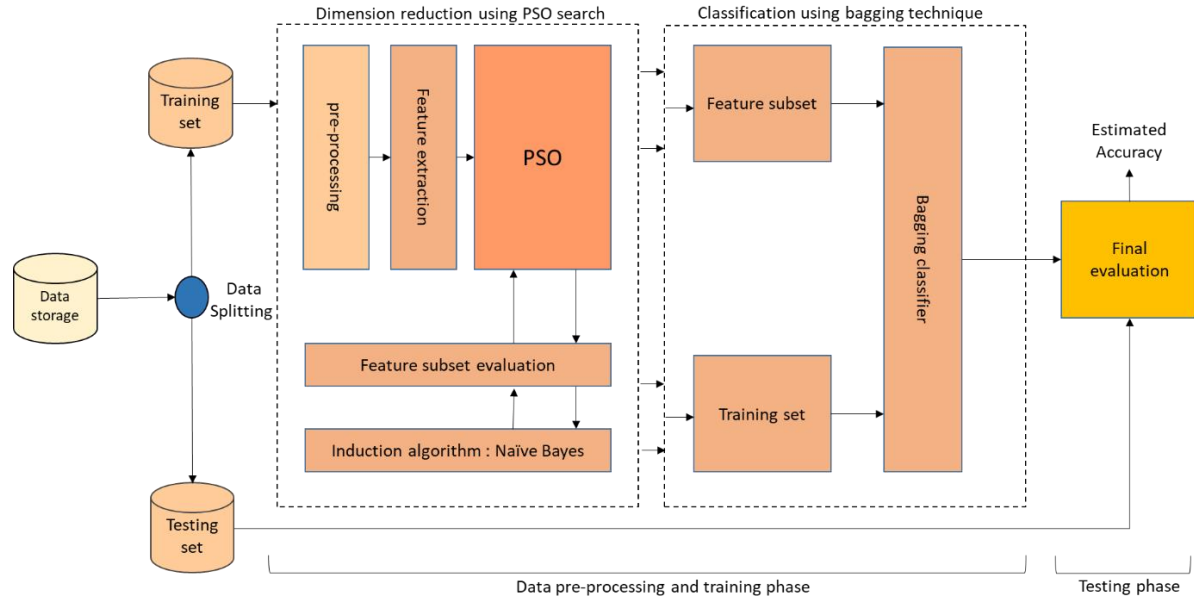 Dimension reduction using PSO search
Classification using bagging technique
Training
set
pre-processing
Feature extraction
PSO
Feature subset
Bagging classifier
Estimated
Accuracy
Final
evaluation
Data
storage
Data
Splitting
Feature subset evaluation
Induction algorithm : Naïve Bayes
Training set
Testing
set
Data pre-processing and training phase
Testing phase